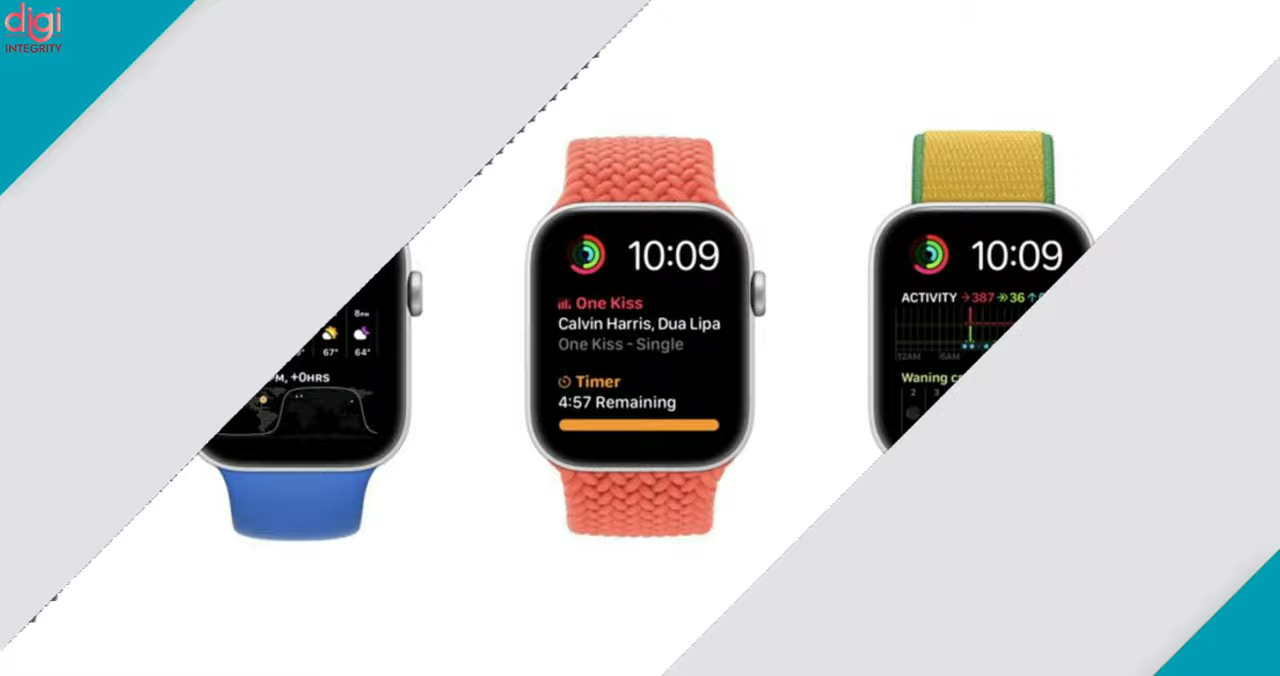 digi
INTEGRITY
8PM
67° 64°
M, +0HRS
10:09
One Kiss
Calvin Harris, Dua Lipa
One Kiss - Single
Timer
4:57 Remaining
10:09
ACTIVITY 387 36
12AM 6AM
Waning
2 3